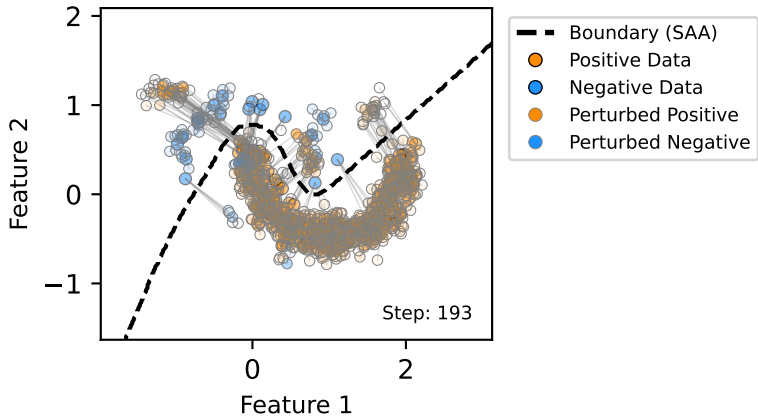 2
1
0
−1
Feature 2
0
2
Feature 1
Step: 193
Boundary (SAA)
Positive Data
Negative Data
Perturbed Positive
Perturbed Negative